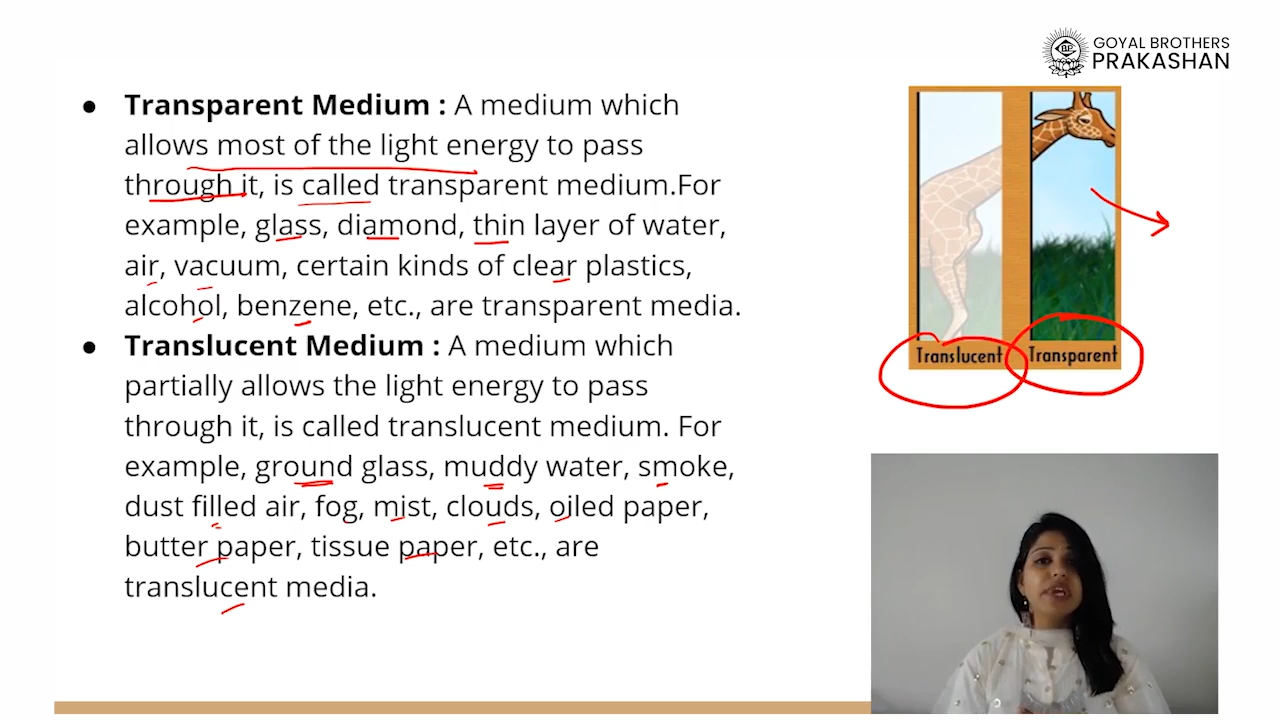 GOYAL BROTHERS
PRAKASHAN
● Transparent Medium : A medium which
allows most of the light energy to pass
through it, is called transparent medium.For
example, glass, diamond, thin layer of water,
air, vacuum, certain kinds of clear plastics,
alcohol, benzene, etc., are transparent media.
● Translucent Medium : A medium which
partially allows the light energy to pass
through it, is called translucent medium. For
example, ground glass, muddy water, smoke,
dust filled air, fog, mist, clouds, oiled paper,
butter paper, tissue paper, etc., are
translucent media.
Translucent Transparent